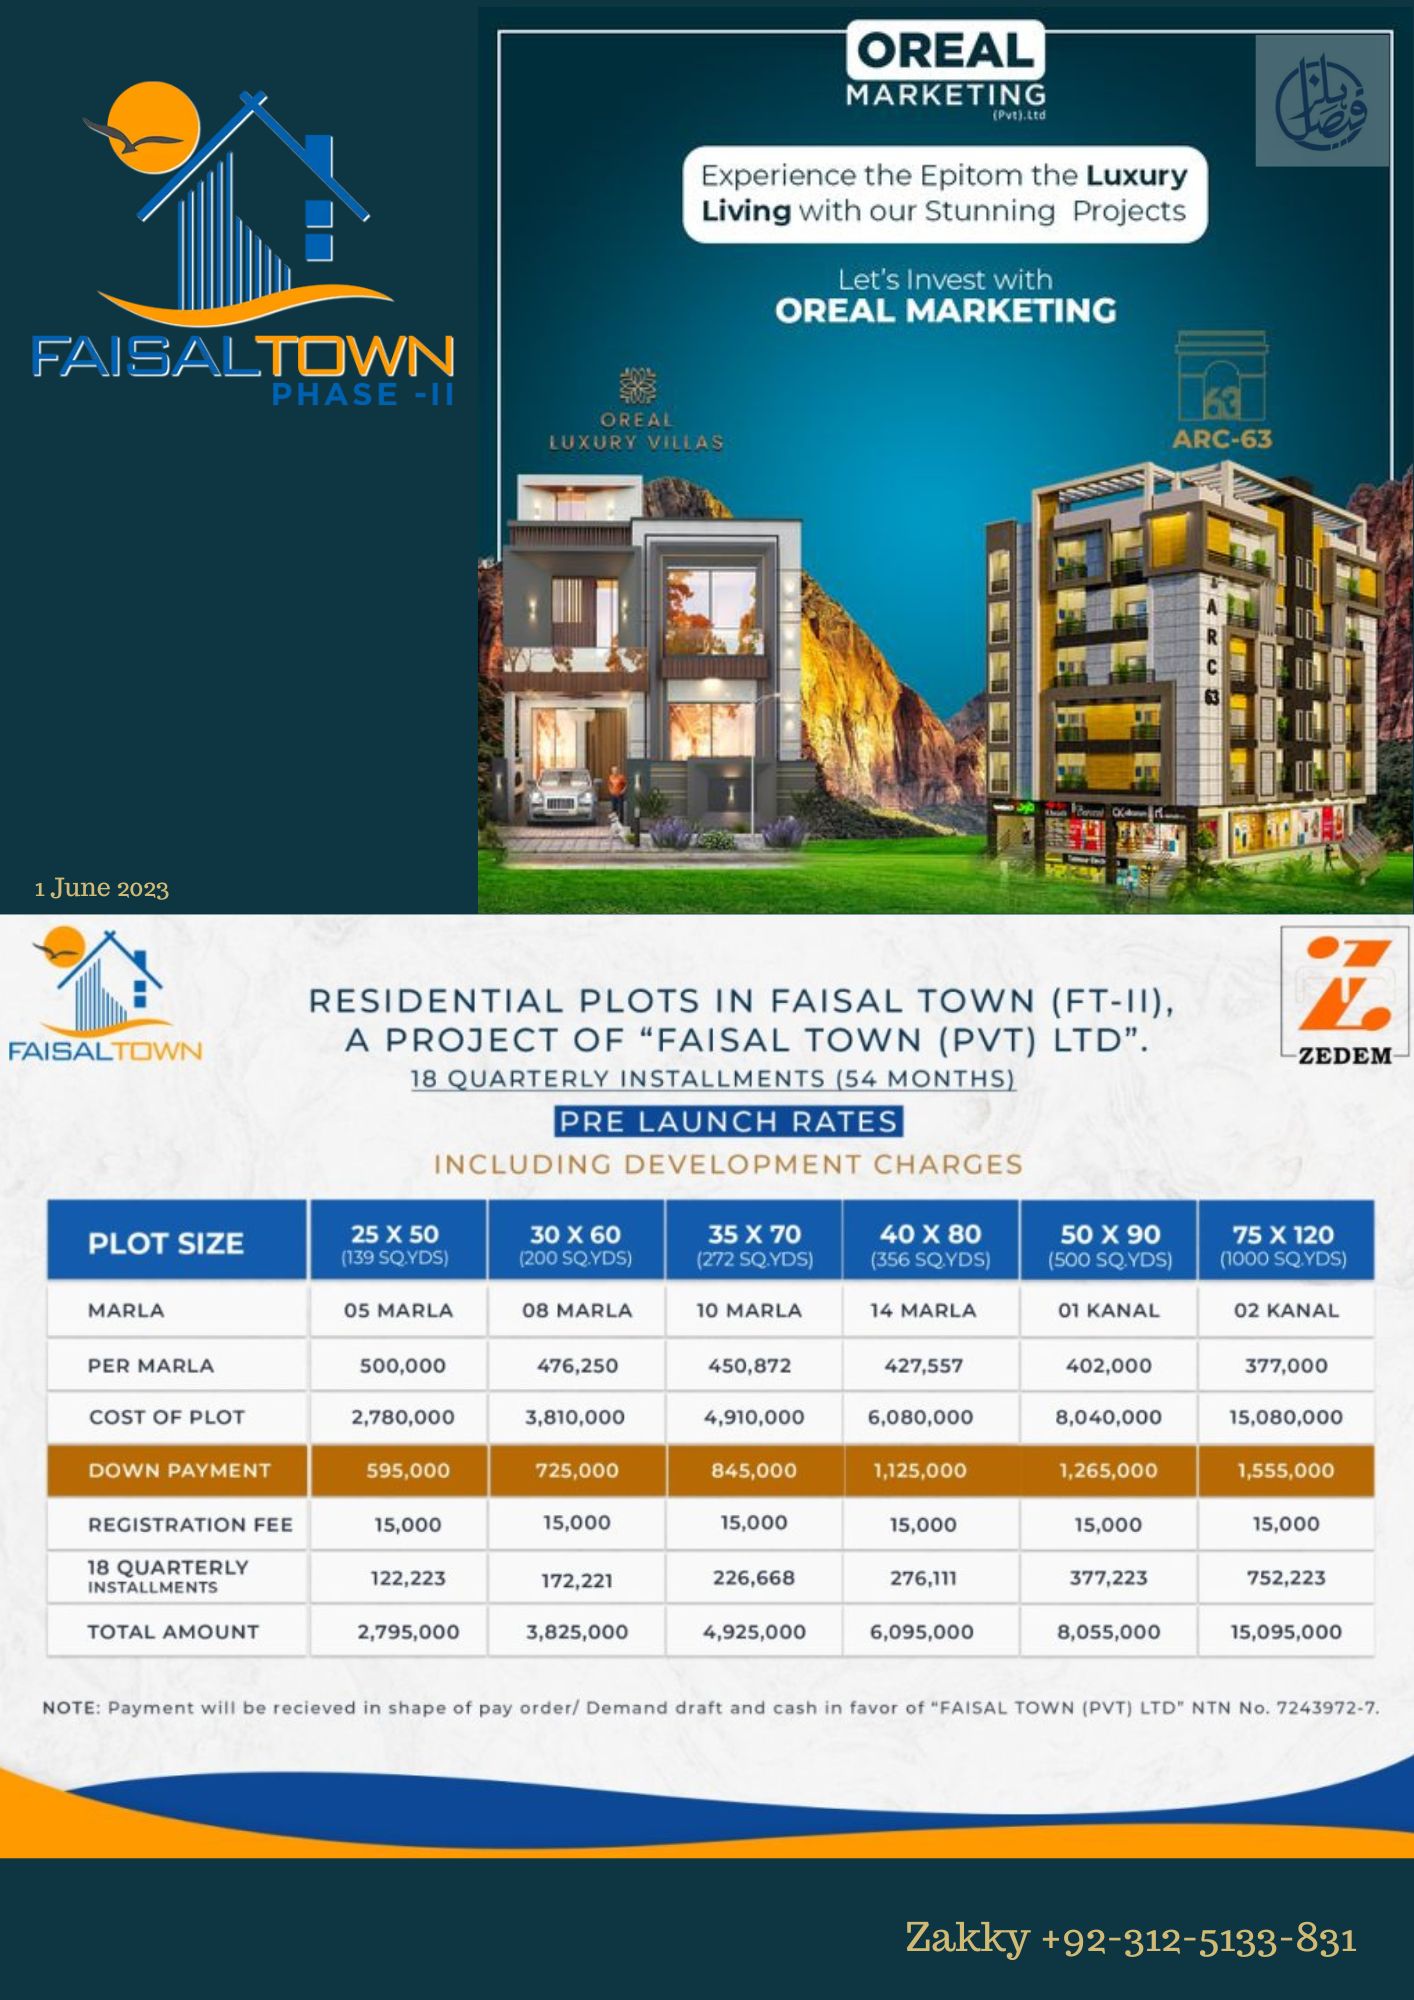 FAISALTOWN
PHASE -II
1 June 2023
OREAL
MARKETING
(Pvt).Ltd
فیصل ہلز
Experience the Epitom the Luxury
Living with our Stunning Projects
Let's Invest with
OREAL MARKETING
OREAL
LUXURY VILLAS
63
ARC-63
ARC 63
FAISALTOWN
ZEDEM
RESIDENTIAL PLOTS IN FAISAL TOWN (FT-II),
A PROJECT OF “FAISAL TOWN (PVT) LTD”.
18 QUARTERLY INSTALLMENTS (54 MONTHS)
PRE LAUNCH RATES
INCLUDING DEVELOPMENT CHARGES
PLOT SIZE 25 X 50 (139 SQ.YDS) 30 X 60 (200 SQ.YDS) 35 X 70 (272 SQ.YDS) 40 X 80 (356 SQ.YDS) 50 X 90 (500 SQ.YDS) 75 X 120 (1000 SQ.YDS)
MARLA 05 MARLA 08 MARLA 10 MARLA 14 MARLA 01 KANAL 02 KANAL
PER MARLA 500,000 476,250 450,872 427,557 402,000 377,000
COST OF PLOT 2,780,000 3,810,000 4,910,000 6,080,000 8,040,000 15,080,000
DOWN PAYMENT 595,000 725,000 845,000 1,125,000 1,265,000 1,555,000
REGISTRATION FEE 15,000 15,000 15,000 15,000 15,000 15,000
18 QUARTERLY INSTALLMENTS 122,223 172,221 226,668 276,111 377,223 752,223
TOTAL AMOUNT 2,795,000 3,825,000 4,925,000 6,095,000 8,055,000 15,095,000
NOTE: Payment will be recieved in shape of pay order/ Demand draft and cash in favor of “FAISAL TOWN (PVT) LTD” NTN No. 7243972-7.
Zakky +92-312-5133-831